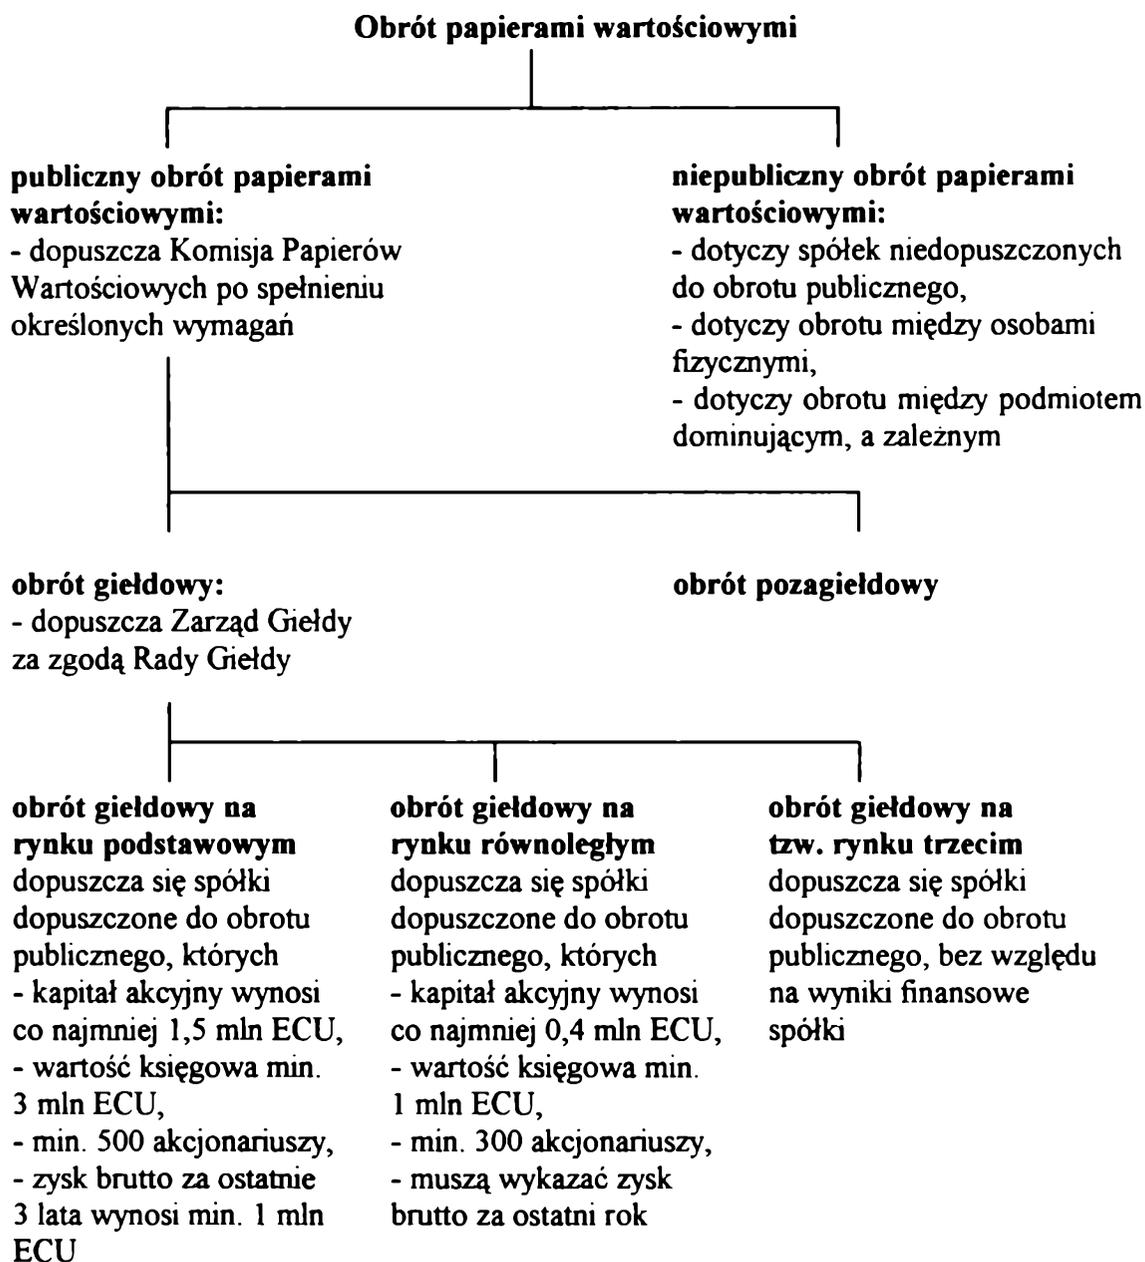 Obrót papierami wartościowymi
publiczny obrót papierami
wartościowymi:
- dopuszcza Komisja Papierów
Wartościowych po spełnieniu
określonych wymagań
niepubliczny obrót papierami
wartościowymi:
- dotyczy spółek niedopuszczonych
do obrotu publicznego,
- dotyczy obrotu między osobami
fizycznymi,
- dotyczy obrotu między podmiotem
dominującym, a zależnym
obrót giełdowy:
- dopuszcza Zarząd Giełdy
za zgodą Rady Giełdy
obrót pozagiełdowy
obrót giełdowy na
rynku podstawowym
dopuszcza się spółki
dopuszczone do obrotu
publicznego, których
- kapitał akcyjny wynosi
co najmniej 1,5 mln ECU,
- wartość księgowa min.
3 mln ECU,
- min. 500 akcjonariuszy,
- zysk brutto za ostatnie
3 lata wynosi min. 1 mln
ECU
obrót giełdowy na
rynku równoległym
dopuszcza się spółki
dopuszczone do obrotu
publicznego, których
- kapitał akcyjny wynosi
co najmniej 0,4 mln ECU,
- wartość księgowa min.
1 mln ECU,
- min. 300 akcjonariuszy,
- muszą wykazać zysk
brutto za ostatni rok
obrót giełdowy na
tzw. rynku trzecim
dopuszcza się spółki
dopuszczone do obrotu
publicznego, bez względu
na wyniki finansowe
spółki